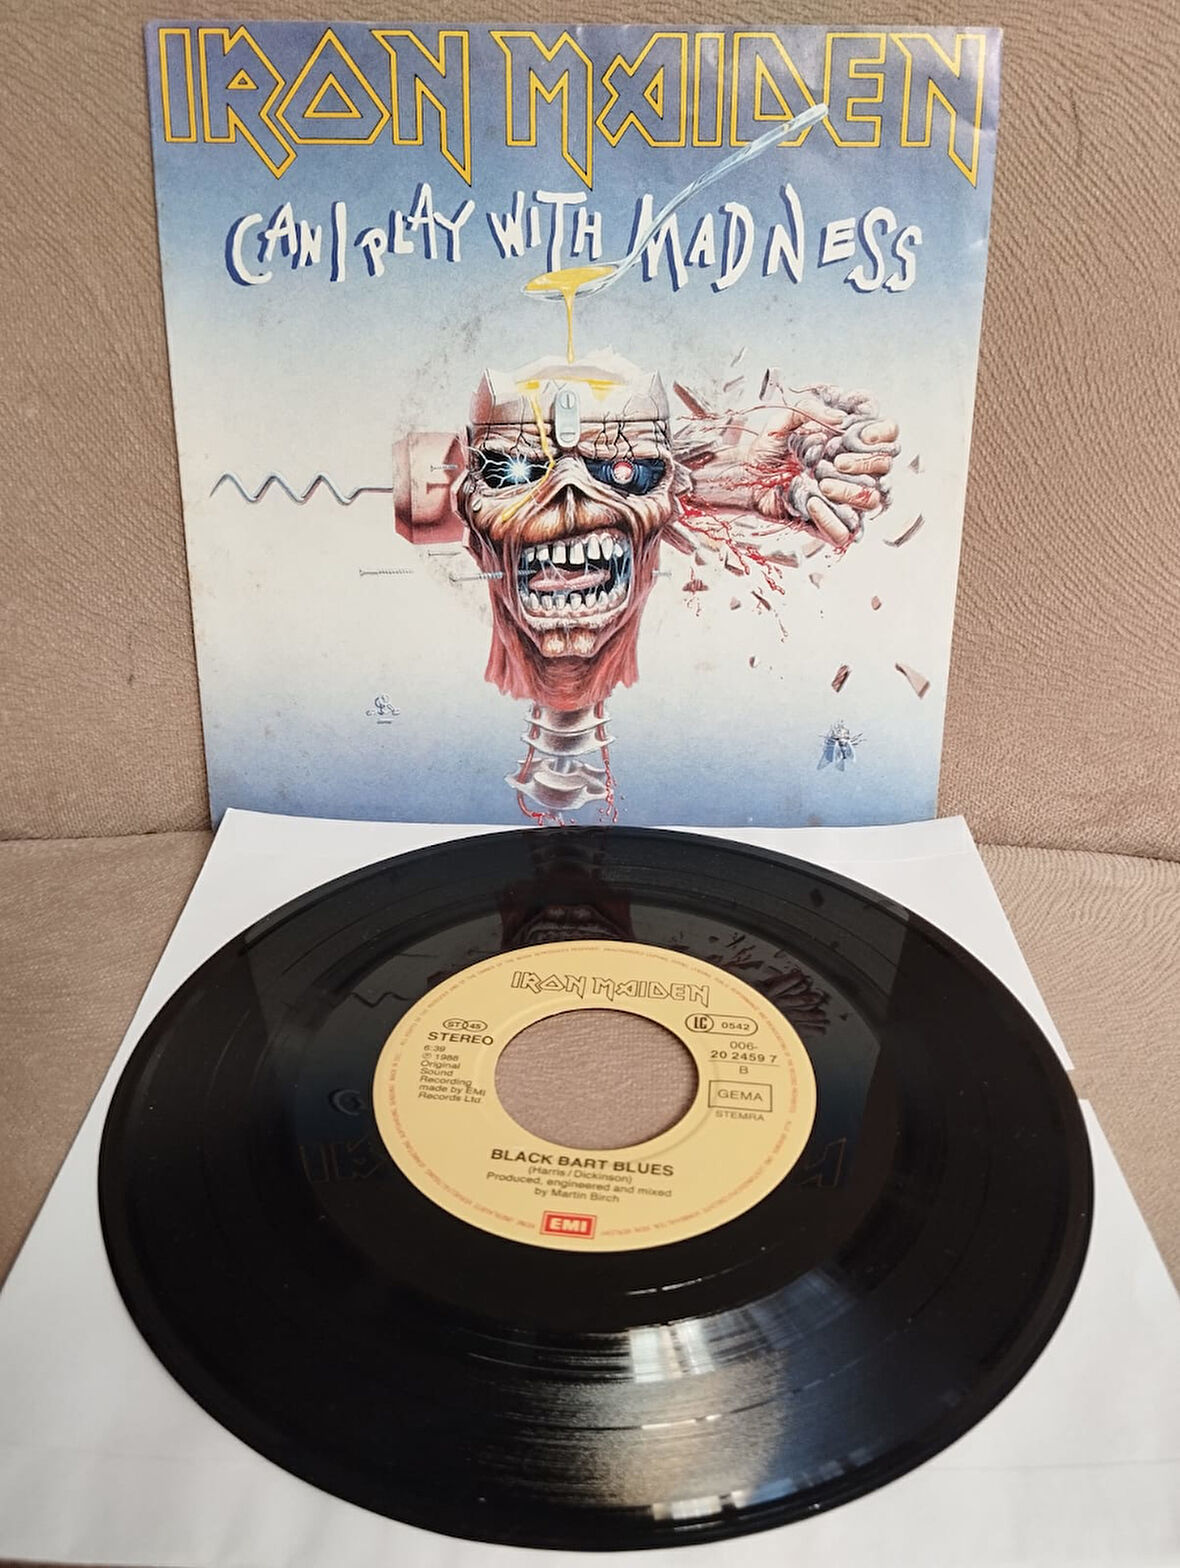 IRON MAIDEN
CAN I PLAY WITH MADNESS
IRON MAIDEN
ST 45
STEREO
6:39
℗ 1988
Original
Sound
Recording
made by EMI
Records Ltd.
LC 0542
006-
20 2459 7
B
GEMA
STEMRA
BLACK BART BLUES
(Harris/Dickinson)
Produced, engineered and mixed
by Martin Birch
EMI